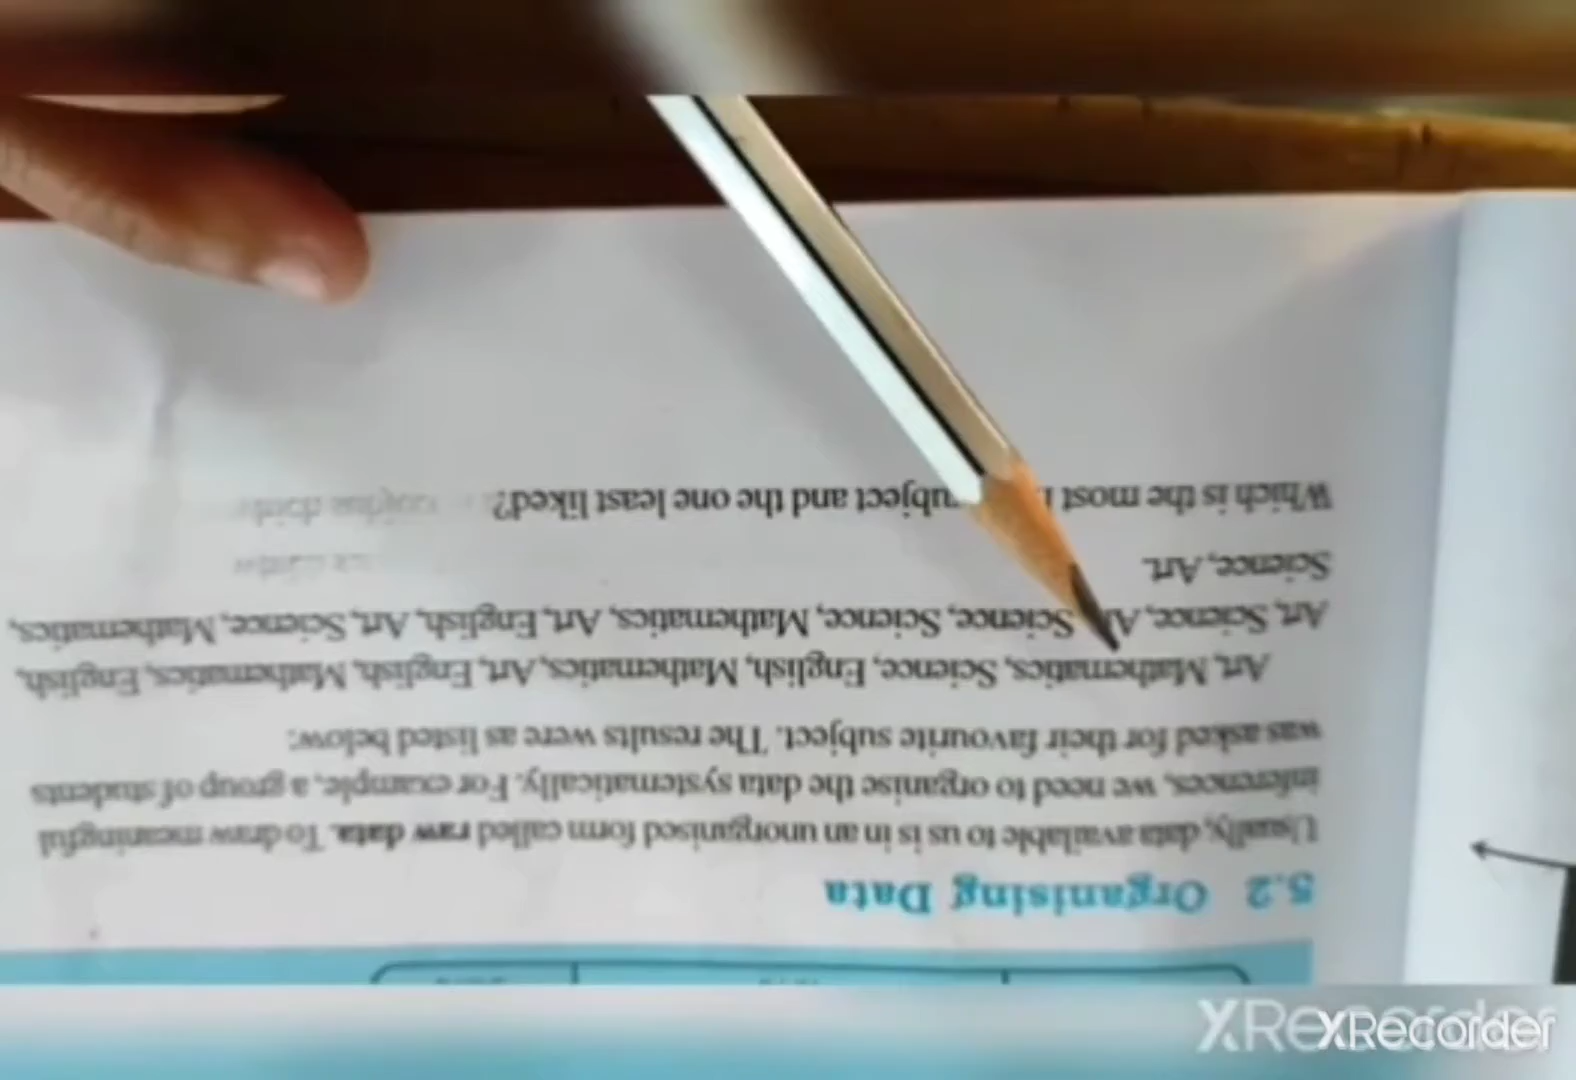 5.2 Organising Data
Usually, data available to us is in an unorganised form called raw data. To draw meaningful
inferences, we need to organise the data systematically. For example, a group of students
was asked for their favourite subject. The results were as listed below:
Art, Mathematics, Science, English, Mathematics, Art, English, Mathematics, English,
Art, Science, Art, Science, Science, Mathematics, Art, English, Art, Science, Mathematics,
Science, Art.
Which is the most subject and the one least liked?
XRecorder
XRecorder